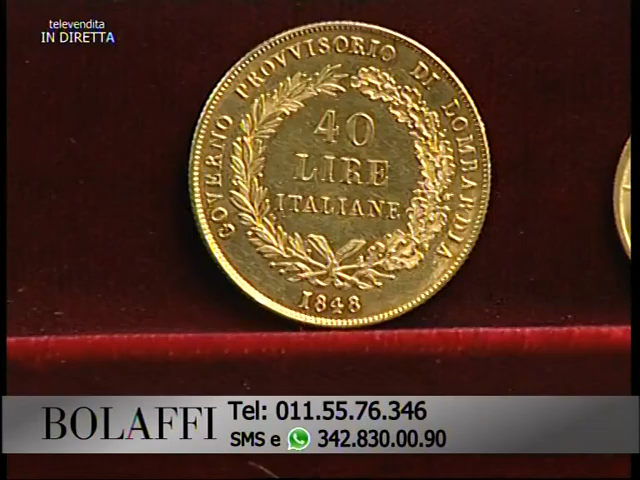 televendita
IN DIRETTA
GOVERNO PROVVISORIO DI LOMBARDIA
40
LIRE
ITALIANE
1848
BOLAFFI
Tel: 011.55.76.346
SMS e 342.830.00.90